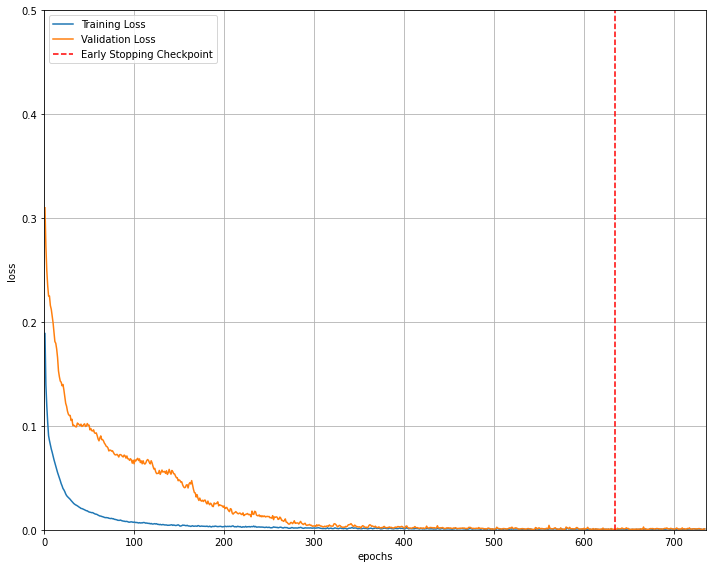 Training Loss
Validation Loss
Early Stopping Checkpoint
0.5
0.4
0.3
0.2
0.1
0.0
loss
0 100 200 300 400 500 600 700
epochs